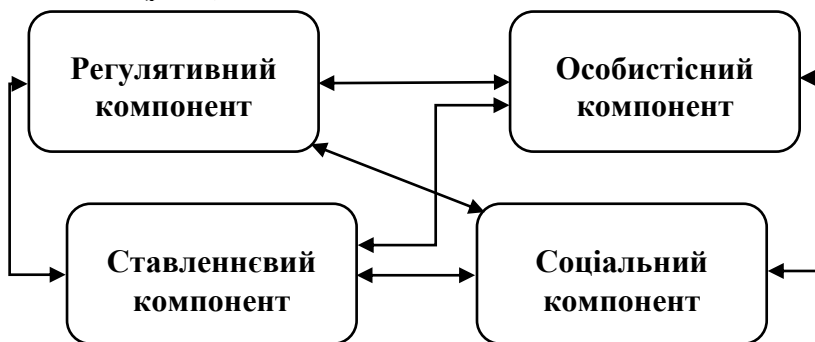 Регулятивний
компонент
Особистісний
компонент
Ставленнєвий
компонент
Соціальний
компонент